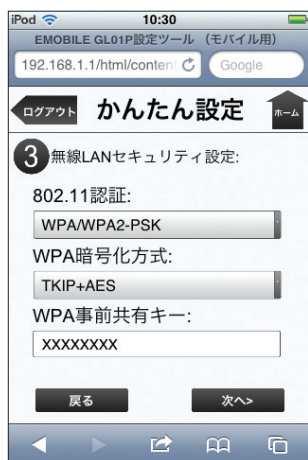 iPod 10:30
EMOBILE GL01P設定ツール (モバイル用)
192.168.1.1/html/content Google
ログアウト かんたん設定 ホーム
3 無線LANセキュリティ設定:
802.11認証:
WPA/WPA2-PSK
WPA暗号化方式:
TKIP+AES
WPA事前共有キー:
XXXXXXXX
戻る 次へ>